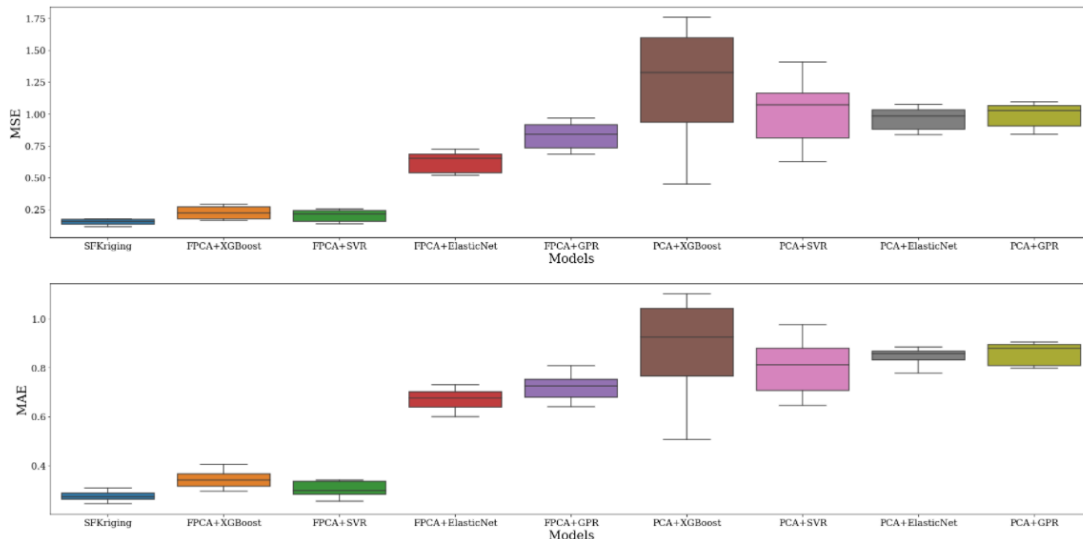 MSE
1.75
1.50
1.25
1.00
0.75
0.50
0.25
SFKriging FPCA+XGBoost FPCA+SVR FPCA+ElasticNet FPCA+GPR PCA+XGBoost PCA+SVR PCA+ElasticNet PCA+GPR
Models
MAE
1.0
0.8
0.6
0.4
SFKriging FPCA+XGBoost FPCA+SVR FPCA+ElasticNet FPCA+GPR PCA+XGBoost PCA+SVR PCA+ElasticNet PCA+GPR
Models